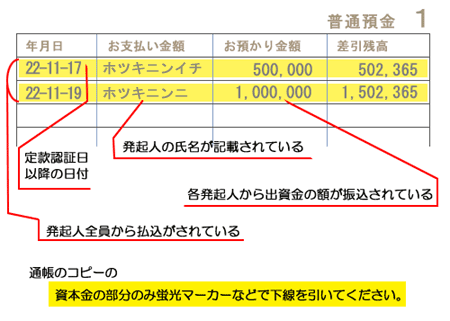 普通預金 1
年月日 お支払い金額 お預かり金額 差引残高
22-11-17 ホツキニンイチ 500,000 502,365
22-11-19 ホツキニンニ 1,000,000 1,502,365
発起人の氏名が記載されている
定款認証日
以降の日付
各発起人から出資金の額が振込されている
発起人全員から払込がされている
通帳のコピーの
資本金の部分のみ蛍光マーカーなどで下線を引いてください。